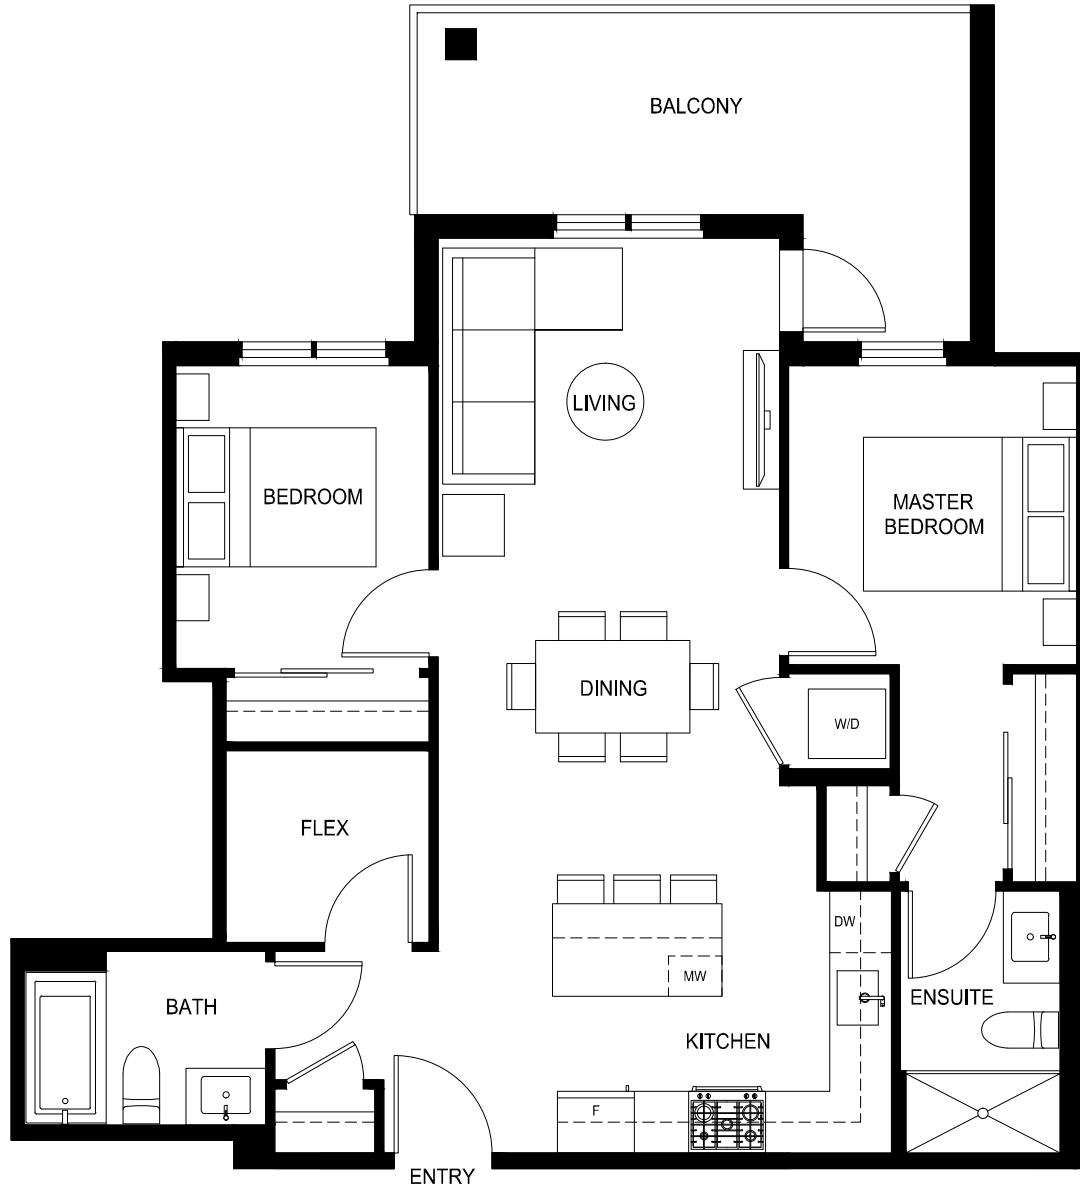 BALCONY
LIVING
BEDROOM
MASTER
BEDROOM
DINING
W/D
FLEX
DW
MW
BATH
ENSUITE
KITCHEN
F
ENTRY